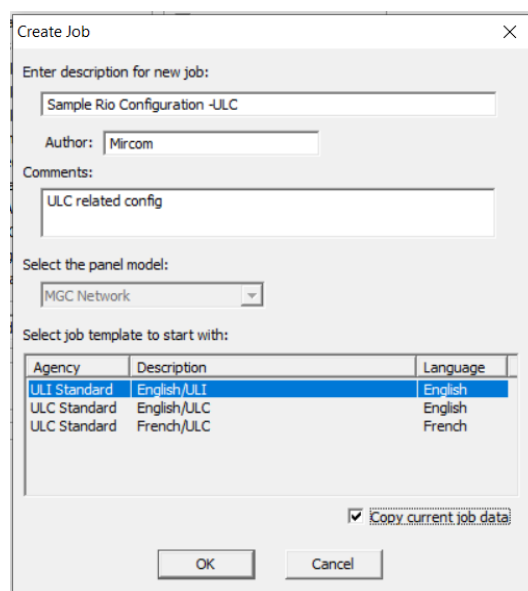 Create Job
Enter description for new job:
Sample Rio Configuration -ULC
Author: Mircom
Comments:
ULC related config
Select the panel model:
MGC Network
Select job template to start with:
Agency Description Language
ULI Standard English/ULI English
ULC Standard English/ULC English
ULC Standard French/ULC French
Copy current job data
OK Cancel